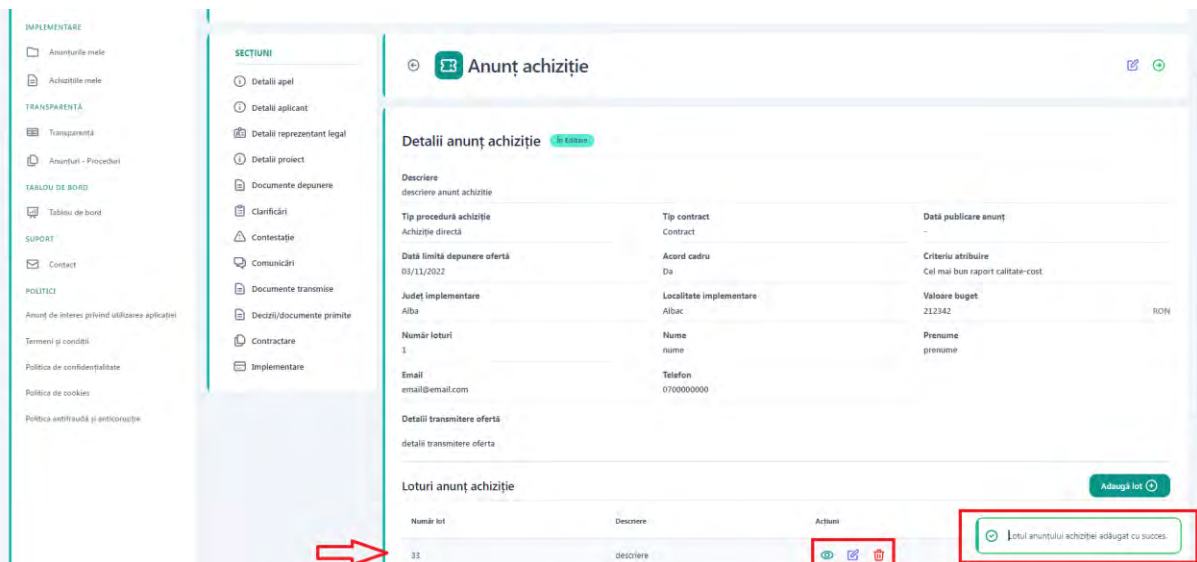 IMPLEMENTARE
Anunțurile mele
Achizițiile mele
TRANSPARENȚĂ
Transparență
Anunțuri - Proceduri
TABLOU DE BORD
Tablou de bord
SUPORT
Contact
POLITICI
Anunț de interes privind utilizarea aplicației
Termeni și condiții
Politica de confidențialitate
Politica de cookies
Politica antifraudă și anticorupție
SECȚIUNI
Detalii apel
Detalii aplicant
Detalii reprezentant legal
Detalii proiect
Documente depunere
Clarificări
Contestație
Comunicări
Documente transmise
Decizii/documente primite
Contractare
Implementare
Anunț achiziție
Detalii anunț achiziție În Editare
Descriere
descriere anunt achizitie
Tip procedură achiziție Tip contract Dată publicare anunț
Achiziție directă Contract -
Dată limită depunere ofertă Acord cadru Criteriu atribuire
03/11/2022 Da Cel mai bun raport calitate-cost
Județ implementare Localitate implementare Valoare buget
Alba Albac 212342 RON
Număr loturi Nume Prenume
1 nume prenume
Email Telefon
email@email.com 0700000000
Detalii transmitere ofertă
detalii transmitere oferta
Loturi anunț achiziție Adaugă lot
Număr lot Descriere Acțiuni
Lotul anunțului achiziției adăugat cu succes.
33 descriere